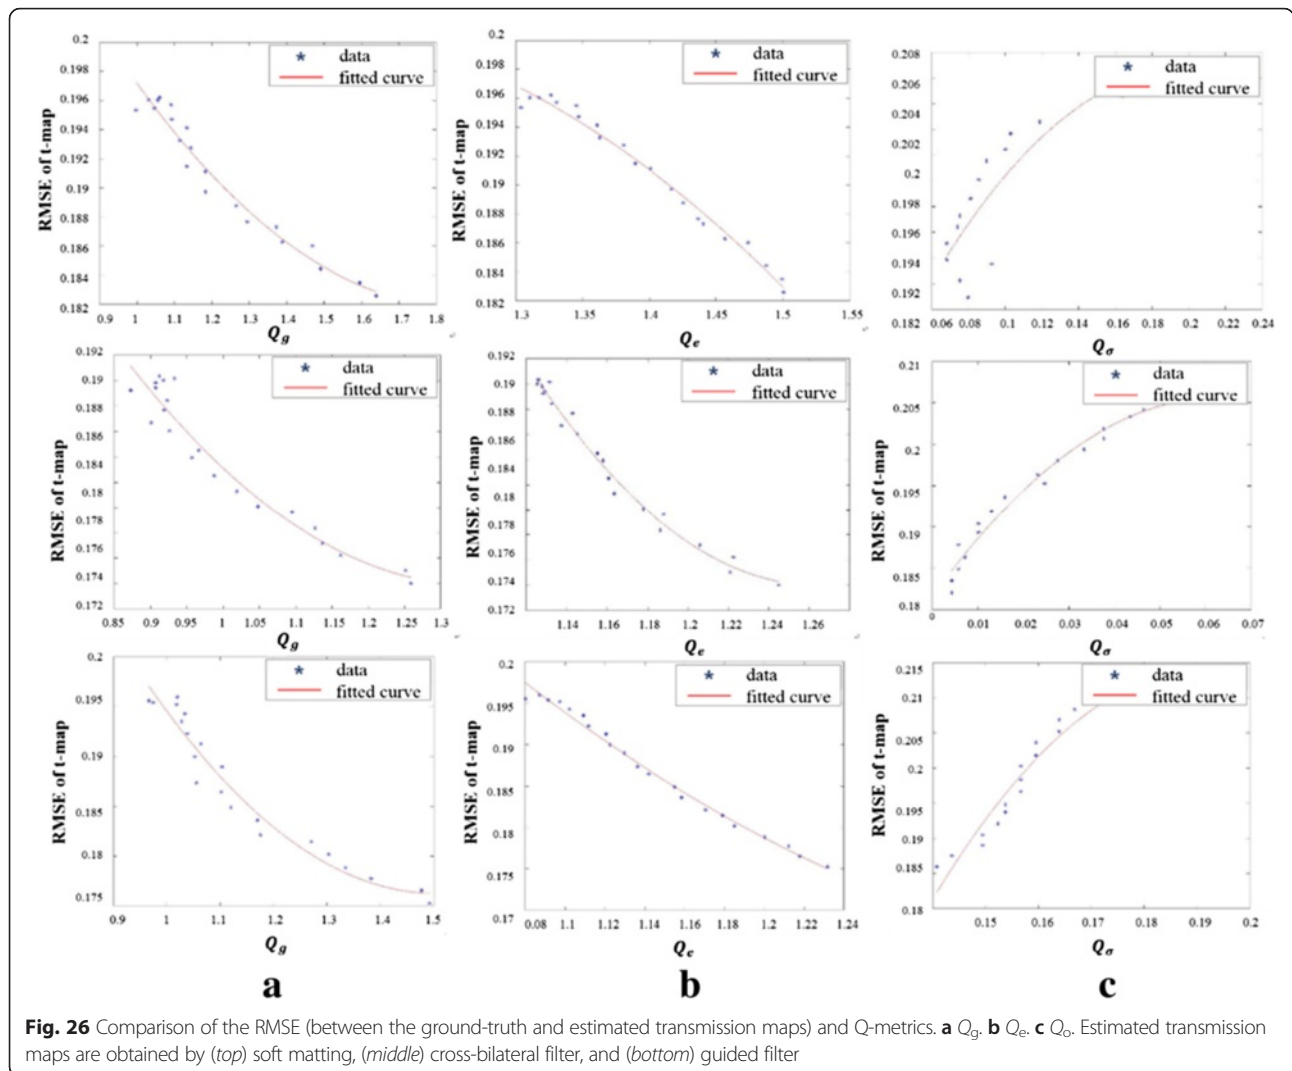 0.2
0.198
0.196
0.194
0.192
0.19
0.188
0.186
0.184
0.182
RMSE of t-map
data
fitted curve
0.9 1 1.1 1.2 1.3 1.4 1.5 1.6 1.7 1.8
Qg
0.2
0.198
0.196
0.194
0.192
0.19
0.188
0.186
0.184
0.182
RMSE of t-map
data
fitted curve
1.3 1.35 1.4 1.45 1.5 1.55
Qe
0.208
0.206
0.204
0.202
0.2
0.198
0.196
0.194
0.192
0.182
RMSE of t-map
data
fitted curve
0.06 0.08 0.1 0.12 0.14 0.16 0.18 0.2 0.22 0.24
Qσ
0.192
0.19
0.188
0.186
0.184
0.18
0.178
0.176
0.174
0.172
RMSE of t-map
data
fitted curve
0.85 0.9 0.95 1 1.05 1.1 1.15 1.2 1.25 1.3
Qg
0.192
0.19
0.188
0.186
0.184
0.18
0.178
0.176
0.174
0.172
RMSE of t-map
data
fitted curve
1.14 1.16 1.18 1.2 1.22 1.24 1.26
Qe
0.21
0.205
0.2
0.195
0.19
0.185
0.18
RMSE of t-map
data
fitted curve
0 0.01 0.02 0.03 0.04 0.05 0.06 0.07
Qσ
0.2
0.195
0.19
0.185
0.18
0.175
RMSE of t-map
data
fitted curve
0.9 1 1.1 1.2 1.3 1.4 1.5
Qg
0.2
0.195
0.19
0.185
0.18
0.175
0.17
RMSE of t-map
data
fitted curve
0.08 1.1 1.12 1.14 1.16 1.18 1.2 1.22 1.24
Qe
0.215
0.21
0.205
0.2
0.195
0.19
0.185
0.18
RMSE of t-map
data
fitted curve
0.15 0.16 0.17 0.18 0.19 0.2
Qσ
a b c
Fig. 26 Comparison of the RMSE (between the ground-truth and estimated transmission maps) and Q-metrics. a Qg. b Qe. c Qo. Estimated transmission
maps are obtained by (top) soft matting, (middle) cross-bilateral filter, and (bottom) guided filter